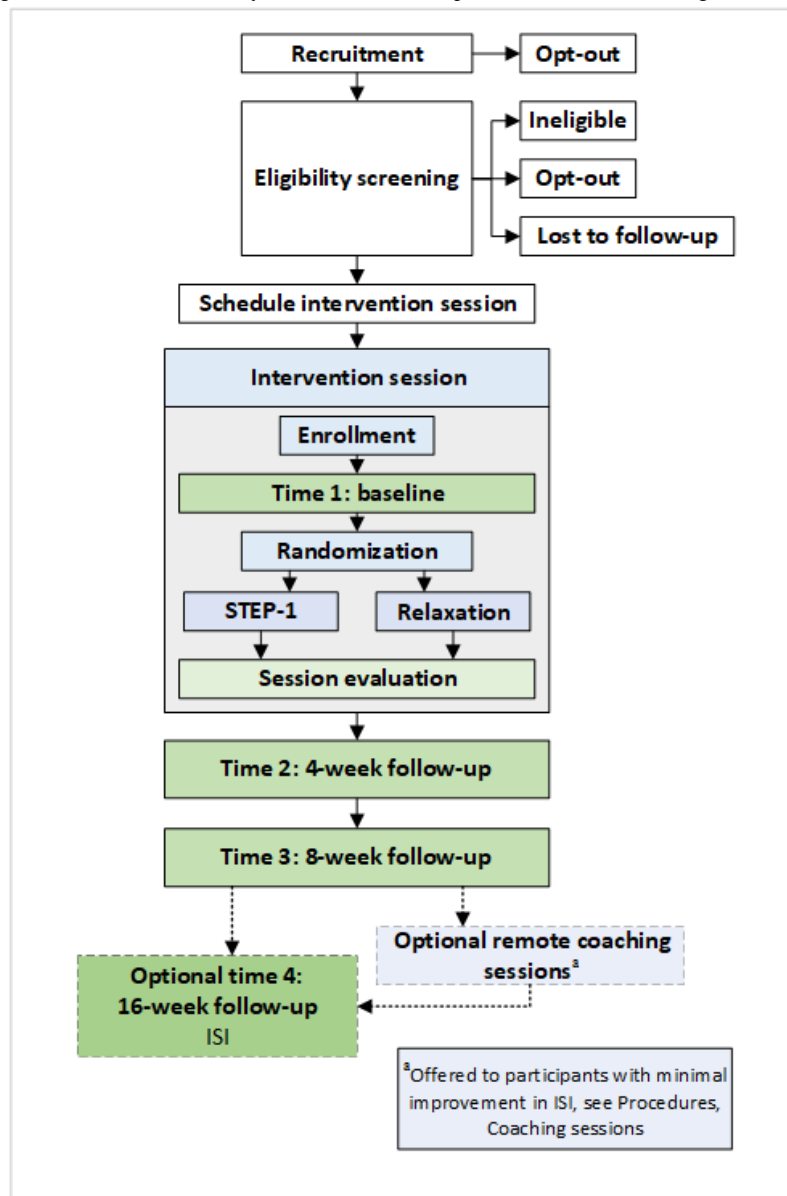 Recruitment
Opt-out
Eligibility screening
Ineligible
Opt-out
Lost to follow-up
Schedule intervention session
Intervention session
Enrollment
Time 1: baseline
Randomization
STEP-1
Relaxation
Session evaluation
Time 2: 4-week follow-up
Time 3: 8-week follow-up
Optional remote coaching
sessionsᵃ
Optional time 4:
16-week follow-up
ISI
ᵃOffered to participants with minimal
improvement in ISI, see Procedures,
Coaching sessions